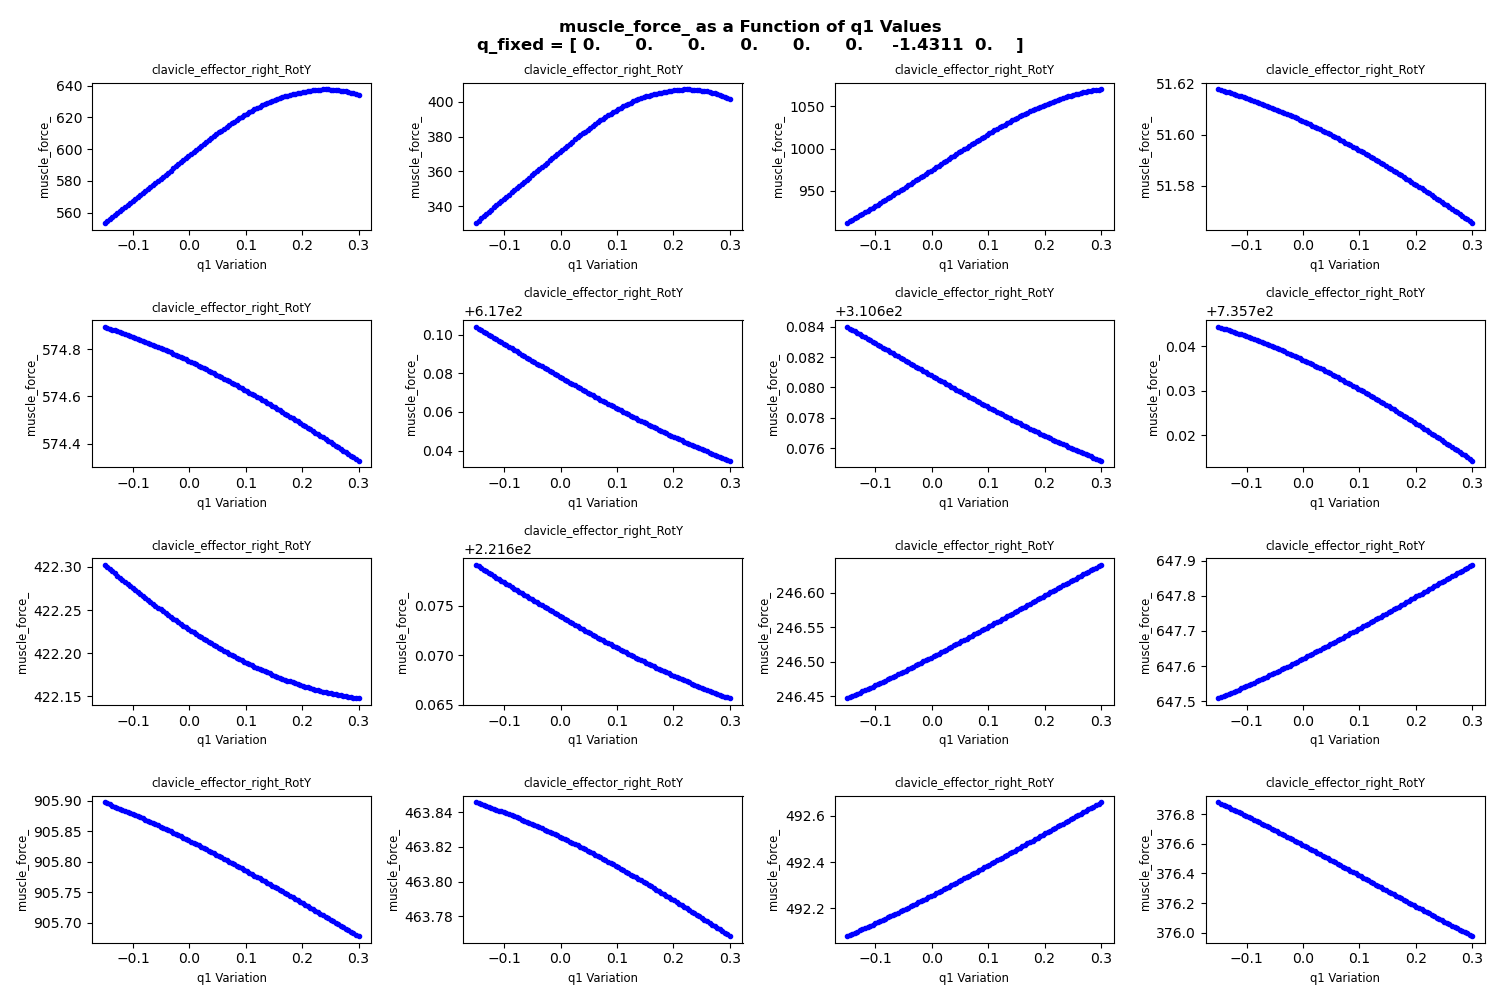 muscle_force_ as a Function of q1 Values
q_fixed = [ 0. 0. 0. 0. 0. 0. -1.4311 0. ]
clavicle_effector_right_RotY
muscle_force_
640
620
600
580
560
−0.1 0.0 0.1 0.2 0.3
q1 Variation
clavicle_effector_right_RotY
muscle_force_
400
380
360
340
−0.1 0.0 0.1 0.2 0.3
q1 Variation
clavicle_effector_right_RotY
muscle_force_
1050
1000
950
−0.1 0.0 0.1 0.2 0.3
q1 Variation
clavicle_effector_right_RotY
muscle_force_
51.62
51.60
51.58
−0.1 0.0 0.1 0.2 0.3
q1 Variation
clavicle_effector_right_RotY
muscle_force_
574.8
574.6
574.4
−0.1 0.0 0.1 0.2 0.3
q1 Variation
clavicle_effector_right_RotY
+6.17e2
muscle_force_
0.10
0.08
0.06
0.04
−0.1 0.0 0.1 0.2 0.3
q1 Variation
clavicle_effector_right_RotY
+3.106e2
muscle_force_
0.084
0.082
0.080
0.078
0.076
−0.1 0.0 0.1 0.2 0.3
q1 Variation
clavicle_effector_right_RotY
+7.357e2
muscle_force_
0.04
0.03
0.02
−0.1 0.0 0.1 0.2 0.3
q1 Variation
clavicle_effector_right_RotY
muscle_force_
422.30
422.25
422.20
422.15
−0.1 0.0 0.1 0.2 0.3
q1 Variation
clavicle_effector_right_RotY
+2.216e2
muscle_force_
0.075
0.070
0.065
−0.1 0.0 0.1 0.2 0.3
q1 Variation
clavicle_effector_right_RotY
muscle_force_
246.60
246.55
246.50
246.45
−0.1 0.0 0.1 0.2 0.3
q1 Variation
clavicle_effector_right_RotY
muscle_force_
647.9
647.8
647.7
647.6
647.5
−0.1 0.0 0.1 0.2 0.3
q1 Variation
clavicle_effector_right_RotY
muscle_force_
905.90
905.85
905.80
905.75
905.70
−0.1 0.0 0.1 0.2 0.3
q1 Variation
clavicle_effector_right_RotY
muscle_force_
463.84
463.82
463.80
463.78
−0.1 0.0 0.1 0.2 0.3
q1 Variation
clavicle_effector_right_RotY
muscle_force_
492.6
492.4
492.2
−0.1 0.0 0.1 0.2 0.3
q1 Variation
clavicle_effector_right_RotY
muscle_force_
376.8
376.6
376.4
376.2
376.0
−0.1 0.0 0.1 0.2 0.3
q1 Variation